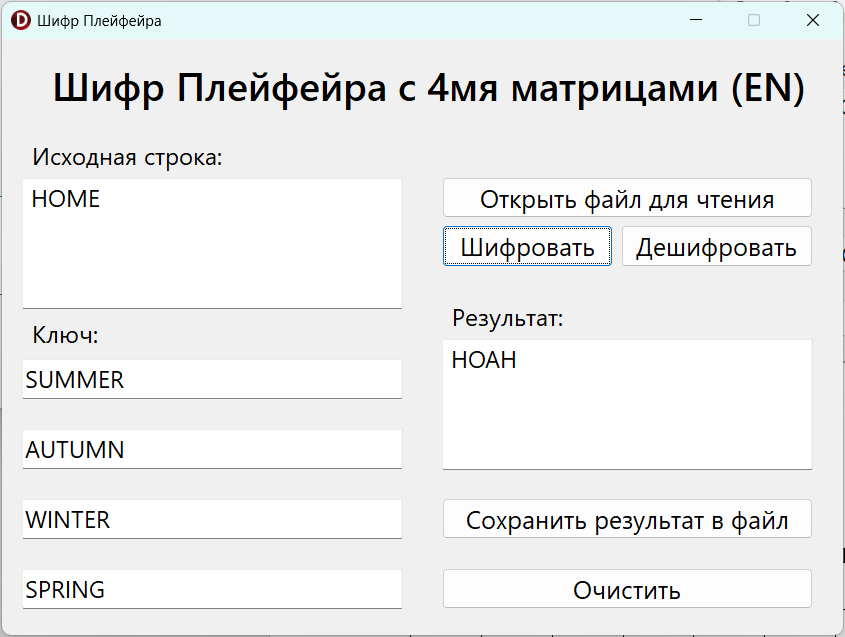 Шифр Плейфейра
Шифр Плейфейра с 4мя матрицами (EN)
Исходная строка:
HOME
Ключ:
SUMMER
AUTUMN
WINTER
SPRING
Открыть файл для чтения
Шифровать Дешифровать
Результат:
HOAH
Сохранить результат в файл
Очистить